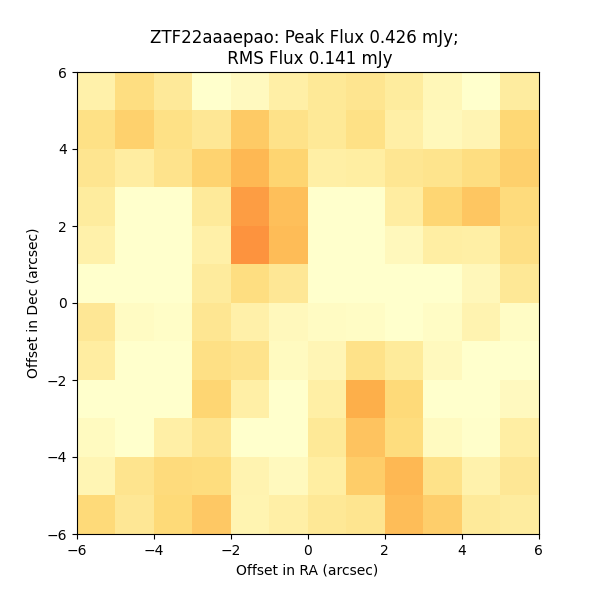 ZTF22aaaepao: Peak Flux 0.426 mJy;
RMS Flux 0.141 mJy
6
4
2
0
−2
−4
−6
Offset in Dec (arcsec)
−6 −4 −2 0 2 4 6
Offset in RA (arcsec)